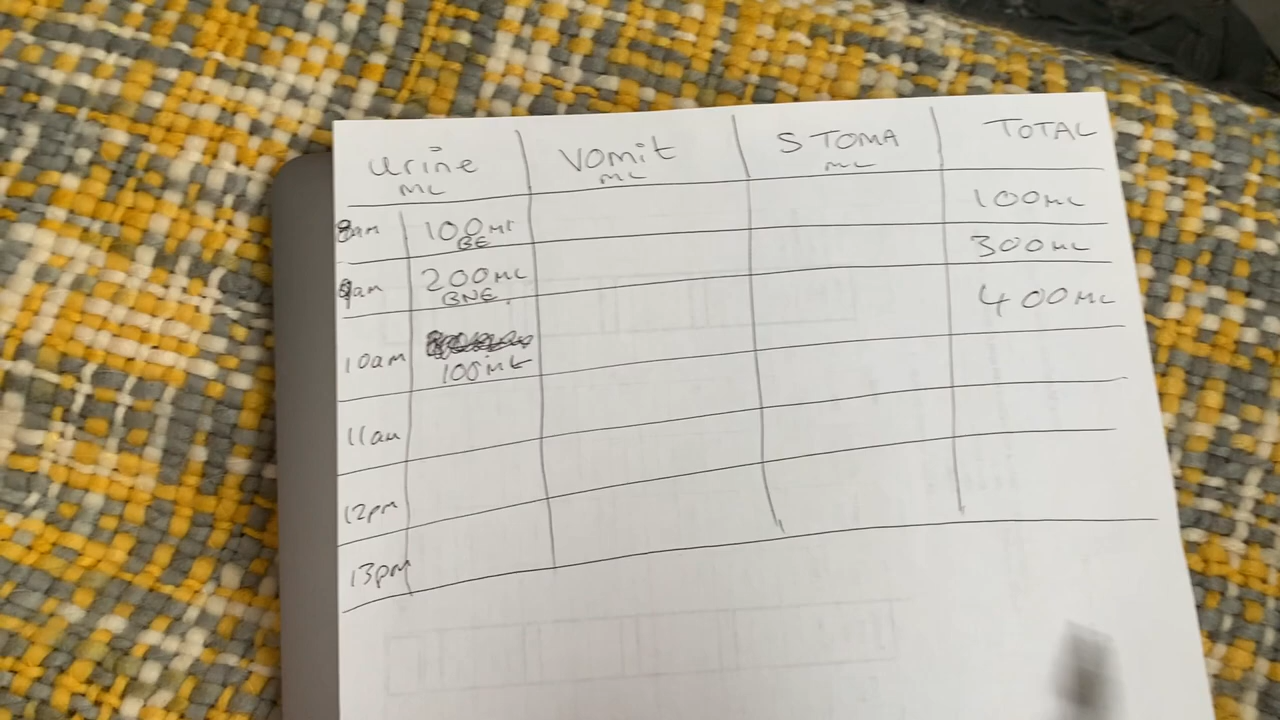 Urine Vomit STOMA TOTAL
ML ML ML
8am 100ML 100ML
BE
9am 200ML 300ML
BNE
10am 400ML
100ML
11am
12pm
13pm